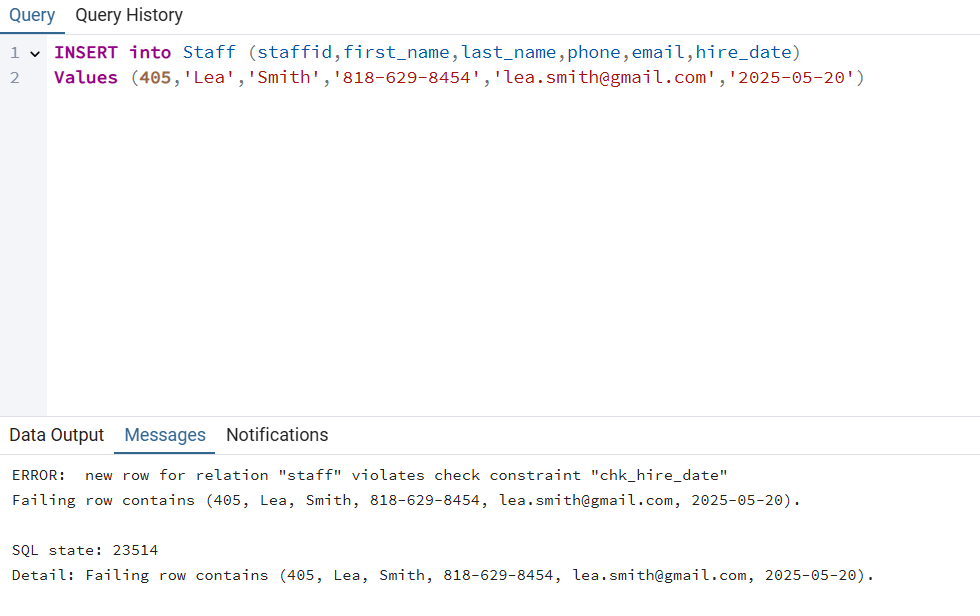 Query Query History
1 INSERT into Staff (staffid,first_name,last_name,phone,email,hire_date)
2 Values (405,'Lea','Smith','818-629-8454','lea.smith@gmail.com','2025-05-20')
Data Output Messages Notifications
ERROR:  new row for relation "staff" violates check constraint "chk_hire_date"
Failing row contains (405, Lea, Smith, 818-629-8454, lea.smith@gmail.com, 2025-05-20).
SQL state: 23514
Detail: Failing row contains (405, Lea, Smith, 818-629-8454, lea.smith@gmail.com, 2025-05-20).